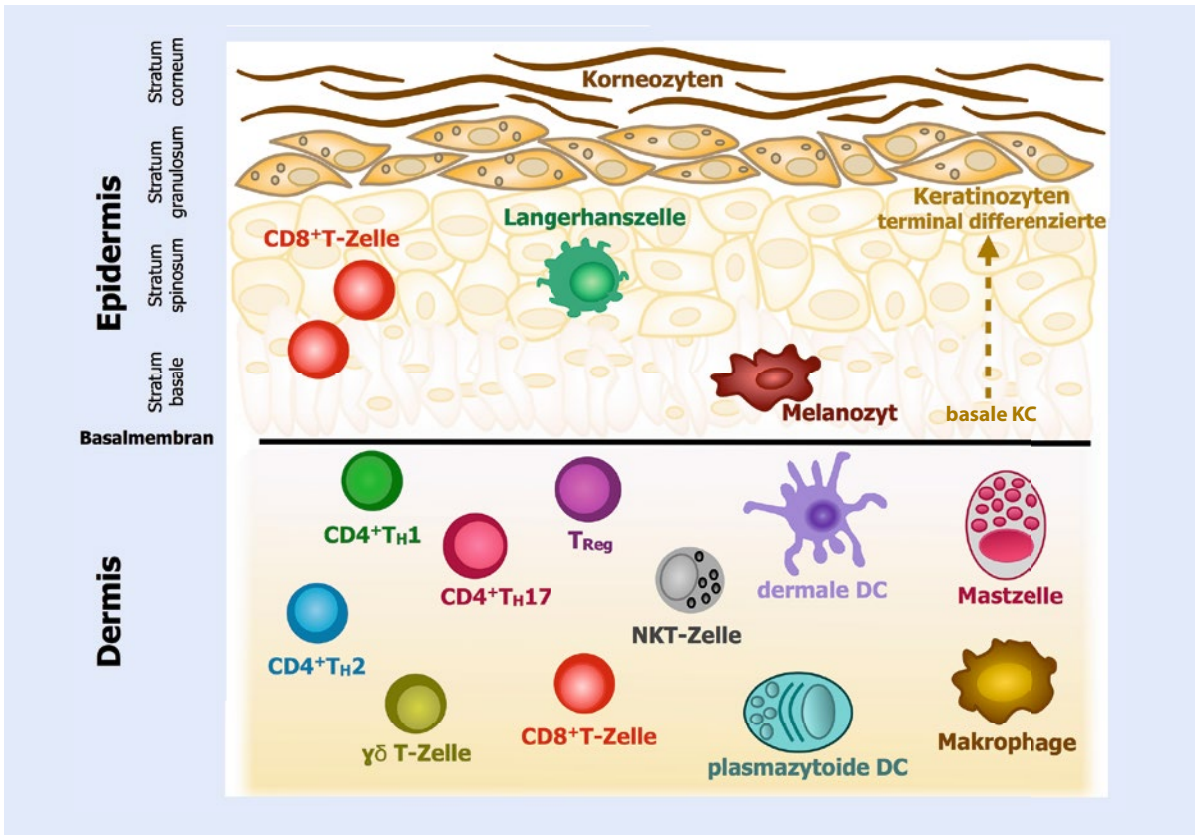 Epidermis
Stratum
corneum
Stratum
granulosum
Stratum
spinosum
Stratum
basale
Korneozyten
Keratinozyten
terminal differenzierte
Langerhanszelle
CD8⁺T-Zelle
Melanozyt
basale KC
Basalmembran
Dermis
CD4⁺TH1
CD4⁺TH17
TReg
dermale DC
Mastzelle
NKT-Zelle
CD4⁺TH2
γδ T-Zelle
CD8⁺T-Zelle
plasmazytoide DC
Makrophage